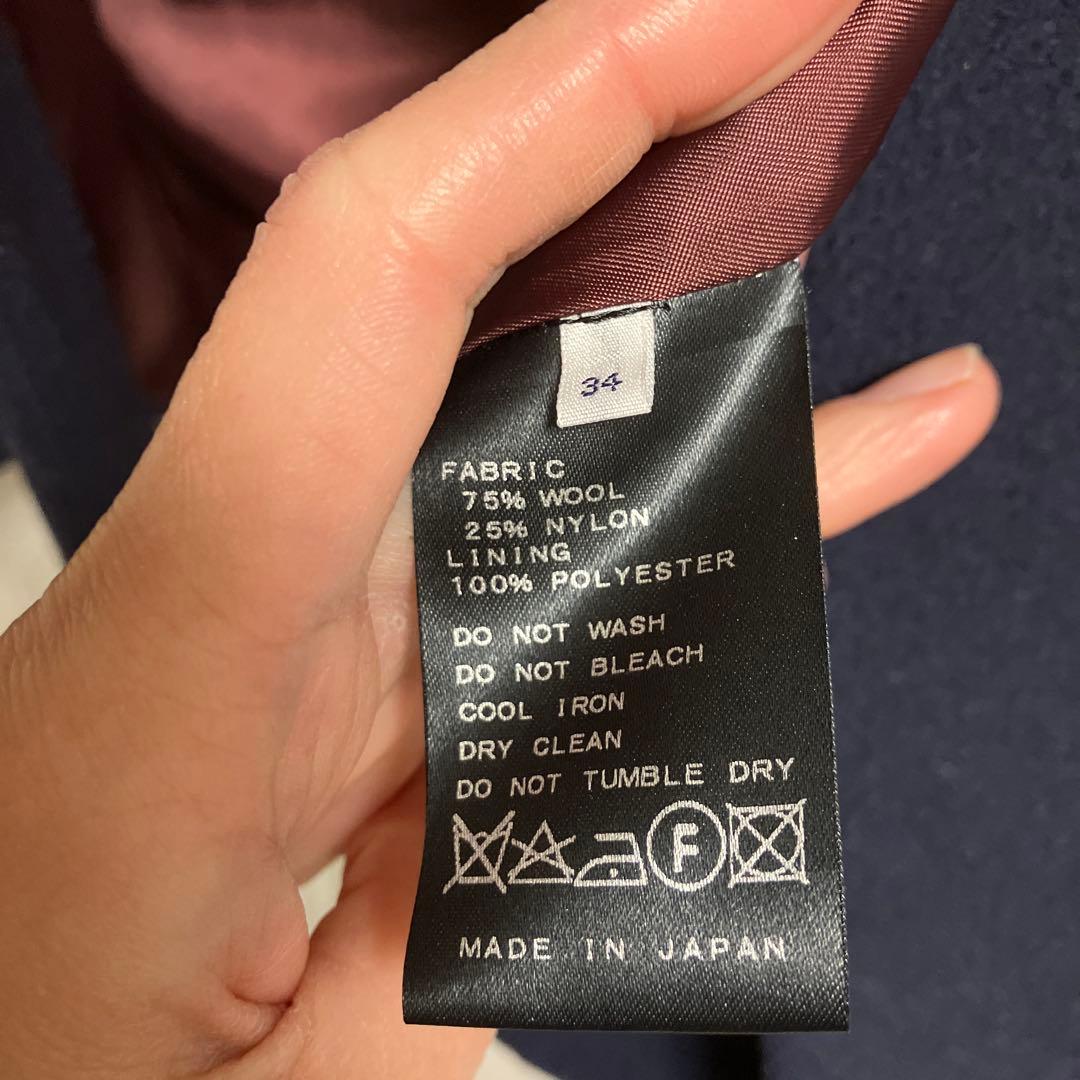 34
FABRIC
75% WOOL
25% NYLON
LINING
100% POLYESTER
DO NOT WASH
DO NOT BLEACH
COOL IRON
DRY CLEAN
DO NOT TUMBLE DRY
F
MADE IN JAPAN